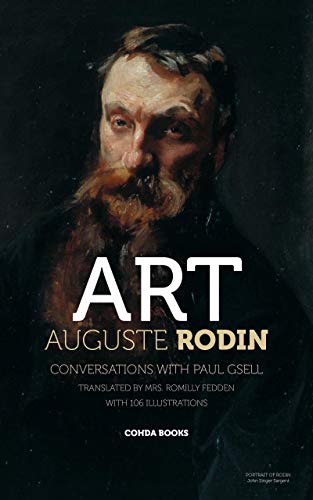 ART
AUGUSTE RODIN
CONVERSATIONS WITH PAUL GSELL
TRANSLATED BY MRS. ROMILLY FEDDEN
WITH 106 ILLUSTRATIONS
COHDA BOOKS
PORTRAIT OF RODIN
John Singer Sargent